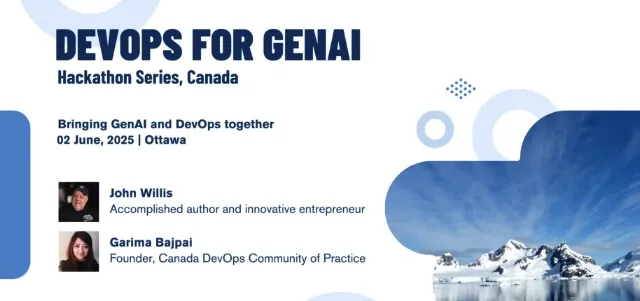 DEVOPS FOR GENAI
Hackathon Series, Canada
Bringing GenAI and DevOps together
02 June, 2025 | Ottawa
John Willis
Accomplished author and innovative entrepreneur
Garima Bajpai
Founder, Canada DevOps Community of Practice